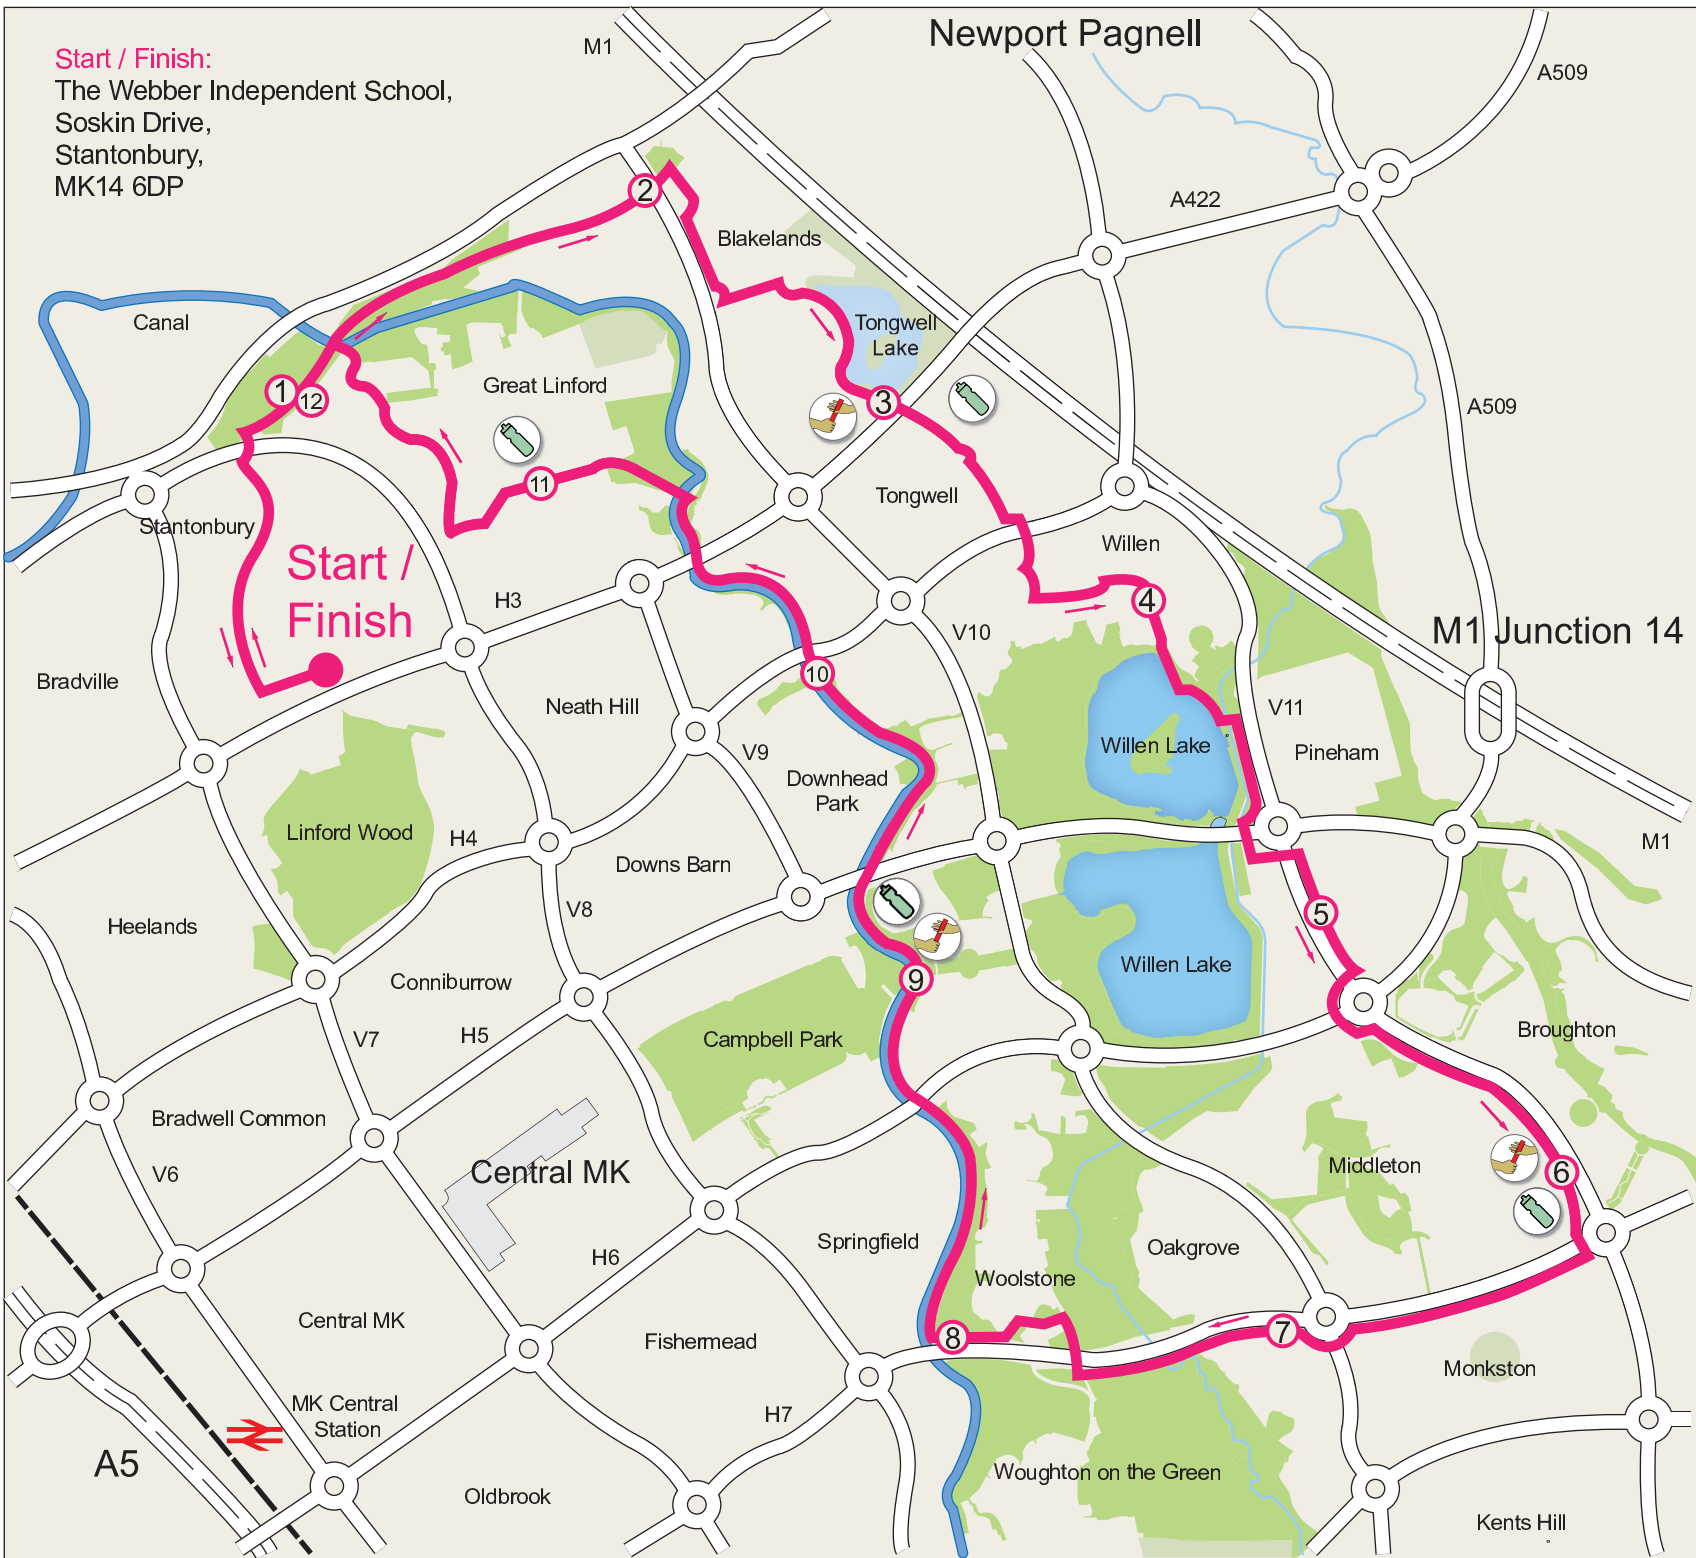 Start / Finish:
The Webber Independent School,
Soskin Drive,
Stantonbury,
MK14 6DP
M1
Newport Pagnell
A509
A422
2
Blakelands
Canal
Tongwell
Lake
Great Linford
1
12
3
A509
11
Tongwell
Stantonbury
Willen
Start /
Finish
H3
4
V10
M1 Junction 14
Bradville
10
Neath Hill
V11
Willen Lake
Pineham
V9
Downhead
Park
Linford Wood
H4
M1
Downs Barn
V8
5
Heelands
Willen Lake
9
Conniburrow
H5
V7
Campbell Park
Broughton
Bradwell Common
V6
Central MK
Middleton
6
Springfield
Oakgrove
H6
Woolstone
Central MK
Fishermead
8
7
Monkston
MK Central
Station
H7
A5
Woughton on the Green
Oldbrook
Kents Hill